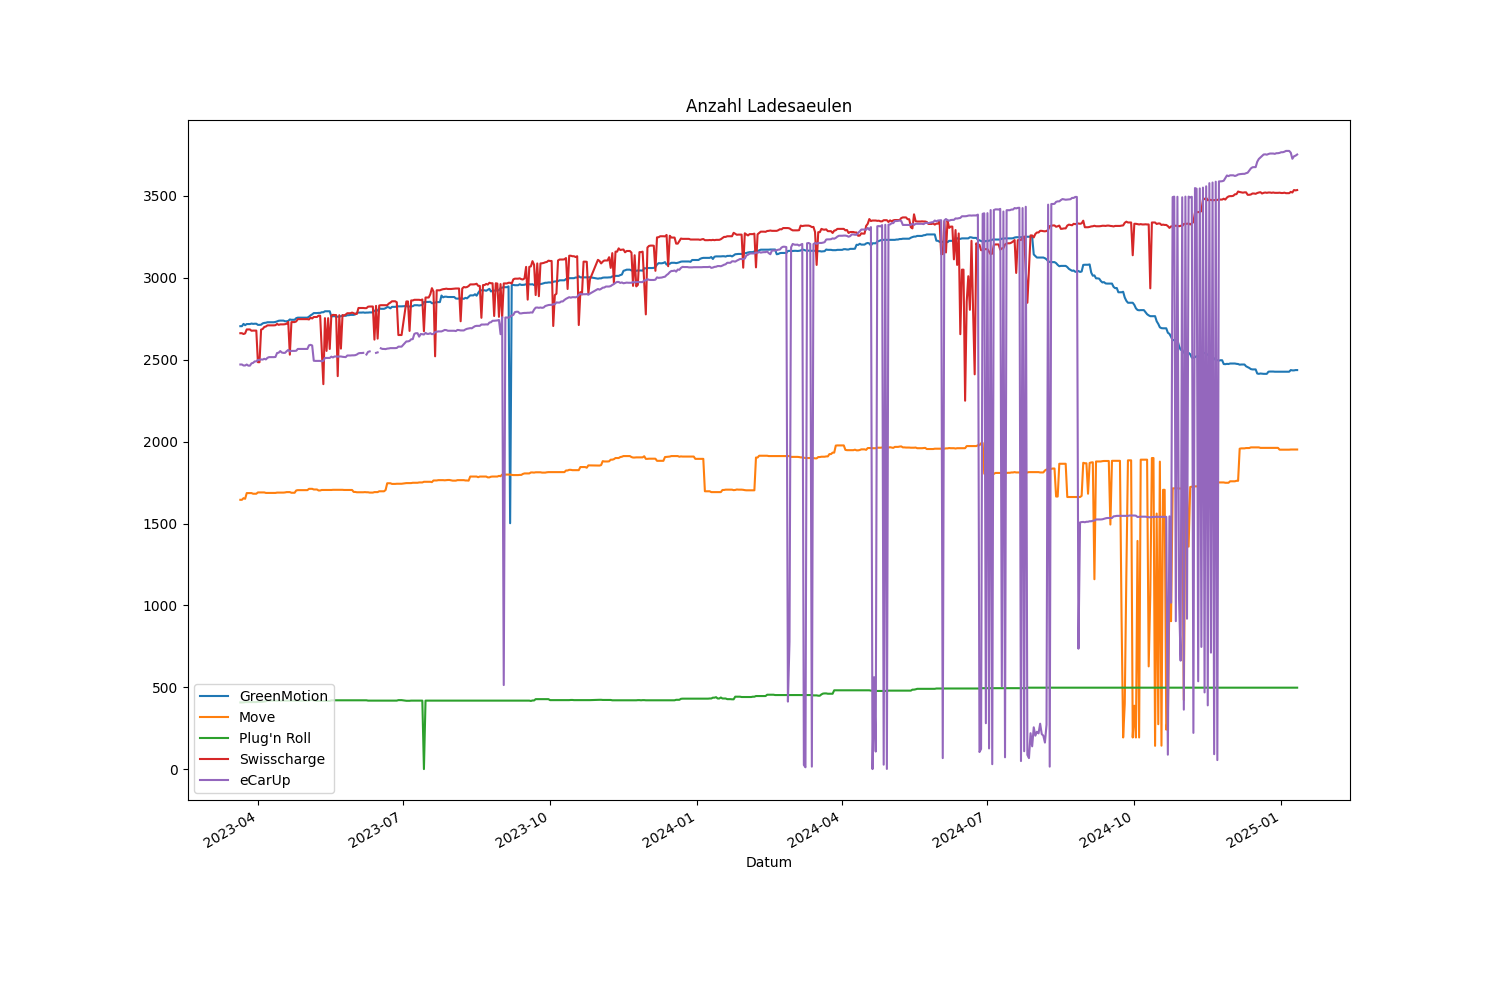 Anzahl Ladesaeulen
3500
3000
2500
2000
1500
1000
500
0
GreenMotion
Move
Plug'n Roll
Swisscharge
eCarUp
2023-04
2023-07
2023-10
2024-01
2024-04
2024-07
2024-10
2025-01
Datum